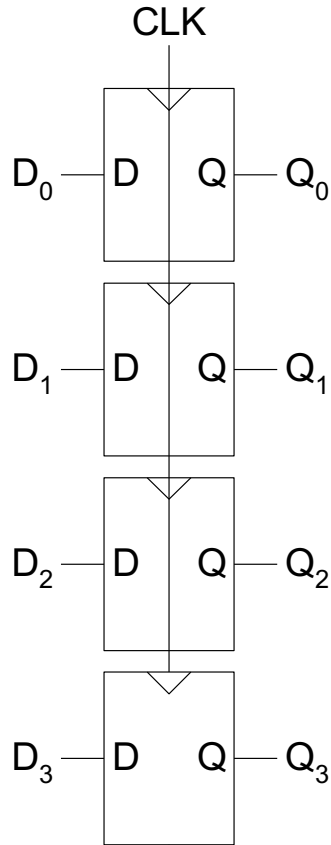 CLK
D₀ D Q Q₀
D₁ D Q Q₁
D₂ D Q Q₂
D₃ D Q Q₃